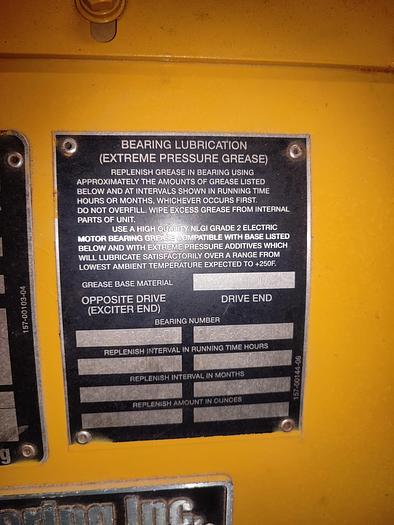 BEARING LUBRICATION
(EXTREME PRESSURE GREASE)
REPLENISH GREASE IN BEARING USING
APPROXIMATELY THE AMOUNTS OF GREASE LISTED
BELOW AND AT INTERVALS SHOWN IN RUNNING TIME
HOURS OR MONTHS, WHICHEVER OCCURS FIRST.
DO NOT OVERFILL. WIPE EXCESS GREASE FROM INTERNAL
PARTS OF UNIT.
USE A HIGH QUALITY NLGI GRADE 2 ELECTRIC
MOTOR BEARING GREASE COMPATIBLE WITH BASE LISTED
BELOW AND WITH EXTREME PRESSURE ADDITIVES WHICH
WILL LUBRICATE SATISFACTORILY OVER A RANGE FROM
LOWEST AMBIENT TEMPERATURE EXPECTED TO +250F.
GREASE BASE MATERIAL
OPPOSITE DRIVE DRIVE END
(EXCITER END)
BEARING NUMBER
REPLENISH INTERVAL IN RUNNING TIME HOURS
REPLENISH INTERVAL IN MONTHS
REPLENISH AMOUNT IN OUNCES
157-00144-06
157-00103-04
g
ering Inc.